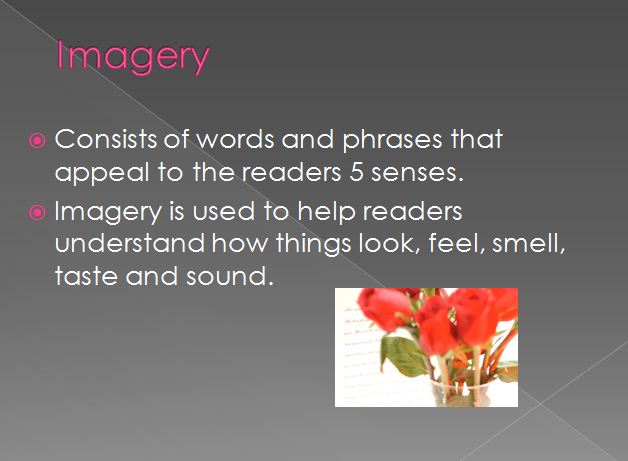 Imagery
Consists of words and phrases that
appeal to the readers 5 senses.
Imagery is used to help readers
understand how things look, feel, smell,
taste and sound.